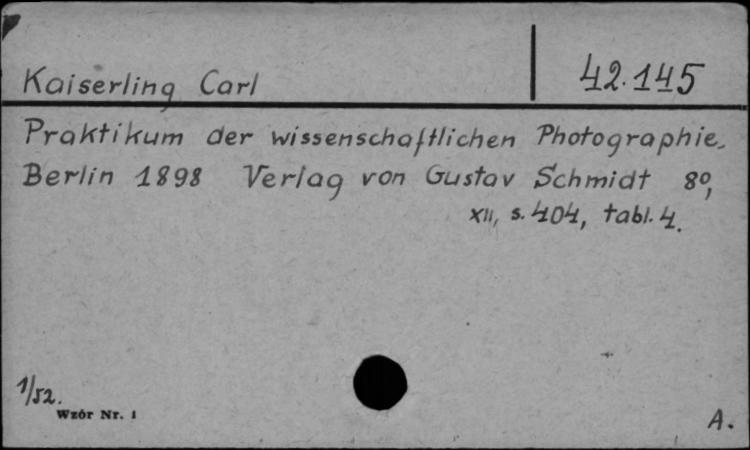 Kaiserling Carl 42.145
Praktikum der wissenschaftlichen Photographie.
Berlin 1898 Verlag von Gustav Schmidt 8º,
XII, s. 404, tabl. 4.
1/52.
Wzór Nr. 1
A.